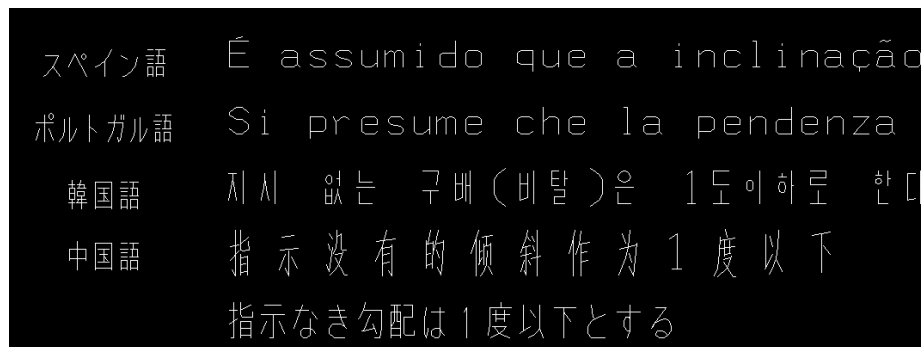 スペイン語 É assumido que a inclinação
ポルトガル語 Si presume che la pendenza
韓国語 지시 없는 구배(비탈)은 1도이하로 한다
中国語 指示没有的倾斜作为1度以下
指示なき勾配は1度以下とする